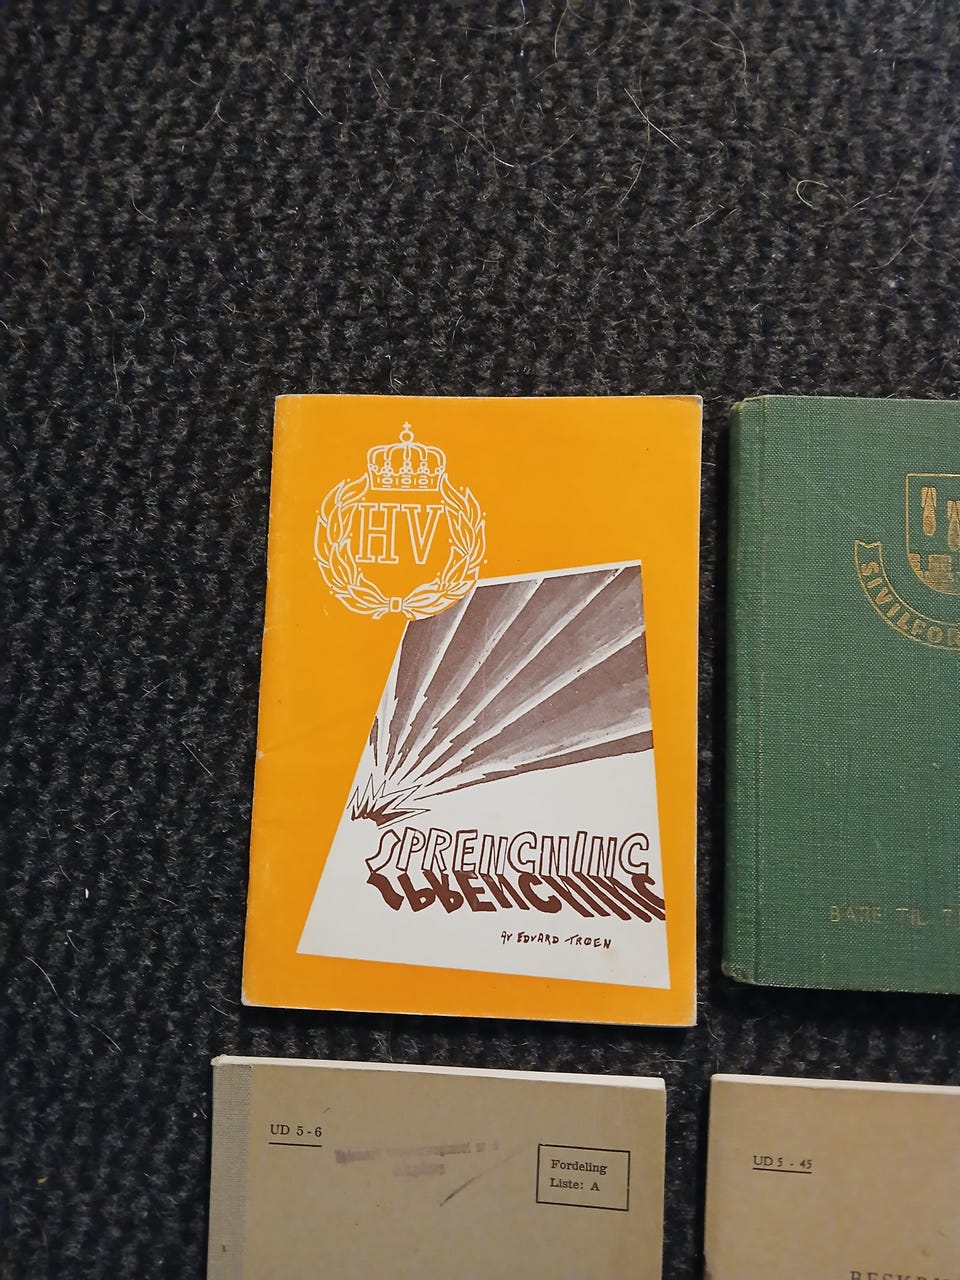 HV
SPRENGNING
AV EDVARD TRØEN
SIVILFOR
BARE TIL T
UD 5-6
Fordeling
Liste: A
UD 5 - 45